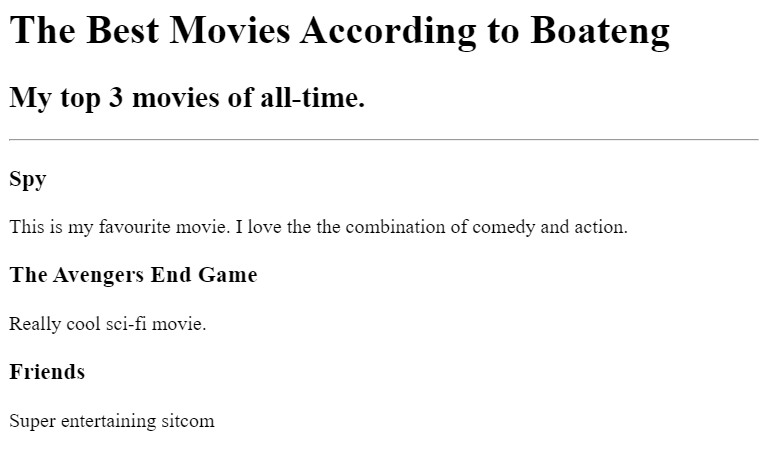 The Best Movies According to Boateng
My top 3 movies of all-time.
Spy
This is my favourite movie. I love the the combination of comedy and action.
The Avengers End Game
Really cool sci-fi movie.
Friends
Super entertaining sitcom